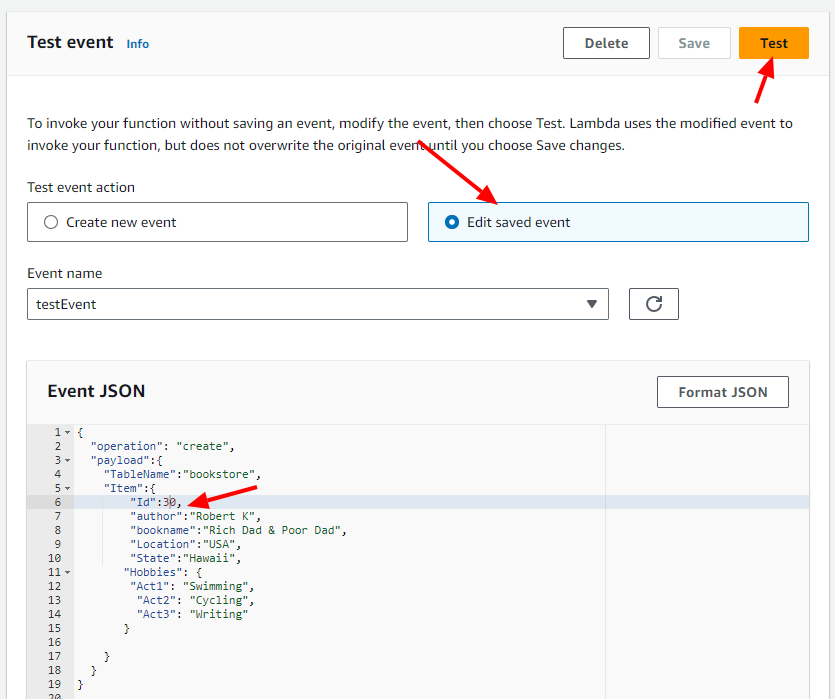 Test event Info Delete Save Test
To invoke your function without saving an event, modify the event, then choose Test. Lambda uses the modified event to
invoke your function, but does not overwrite the original event until you choose Save changes.
Test event action
Create new event Edit saved event
Event name
testEvent
Event JSON Format JSON
1 {
2 "operation": "create",
3 "payload":{
4 "TableName":"bookstore",
5 "Item":{
6 "Id":30,
7 "author":"Robert K",
8 "bookname":"Rich Dad & Poor Dad",
9 "Location":"USA",
10 "State":"Hawaii",
11 "Hobbies": {
12 "Act1": "Swimming",
13 "Act2": "Cycling",
14 "Act3": "Writing"
15 }
16
17 }
18 }
19 }
20